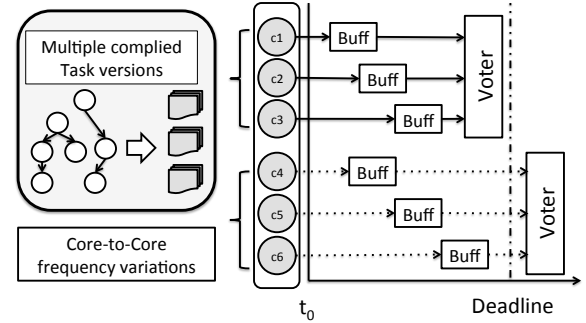 Multiple complied
Task versions
Core-to-Core
frequency variations
c1
c2
c3
c4
c5
c6
Buff
Buff
Buff
Voter
Buff
Buff
Buff
Voter
t0
Deadline